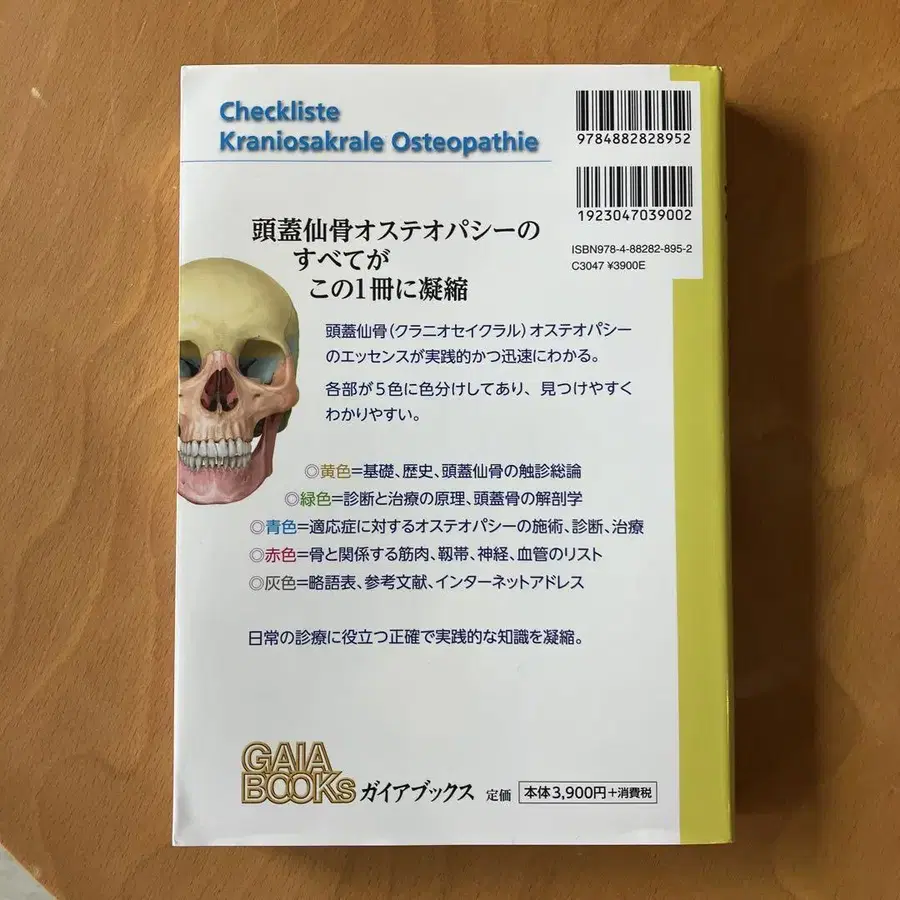 Checkliste
Kraniosakrale Osteopathie
9784882828952
1923047039002
ISBN978-4-88282-895-2
C3047 ¥3900E
頭蓋仙骨オステオパシーの
すべてが
この1冊に凝縮
頭蓋仙骨(クラニオセイクラル)オステオパシー
のエッセンスが実践的かつ迅速にわかる。
各部が5色に色分けしてあり、見つけやすく
わかりやすい。
◎黄色=基礎、歴史、頭蓋仙骨の触診総論
◎緑色=診断と治療の原理、頭蓋骨の解剖学
◎青色=適応症に対するオステオパシーの施術、診断、治療
◎赤色=骨と関係する筋肉、靱帯、神経、血管のリスト
◎灰色=略語表、参考文献、インターネットアドレス
日常の診療に役立つ正確で実践的な知識を凝縮。
GAIA
BOOKs ガイアブックス 定価 本体3,900円+消費税